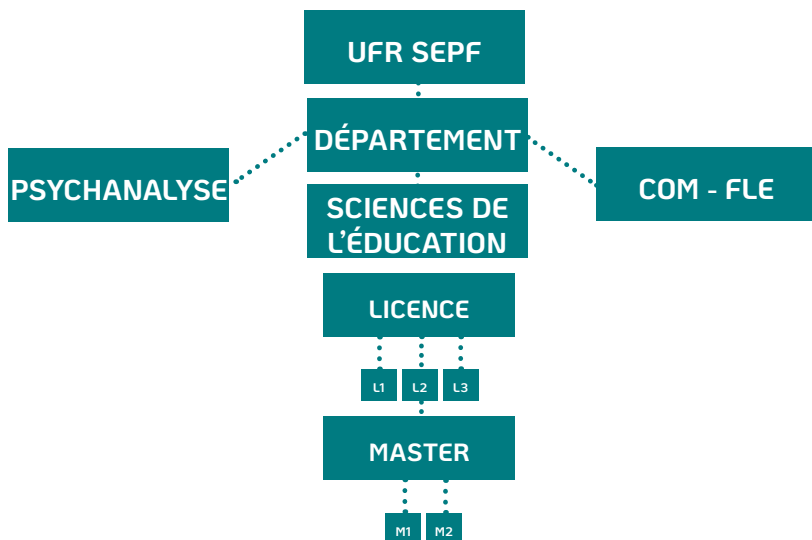 UFR SEPF
DÉPARTEMENT
PSYCHANALYSE
COM - FLE
SCIENCES DE
L'ÉDUCATION
LICENCE
L1
L2
L3
MASTER
M1
M2